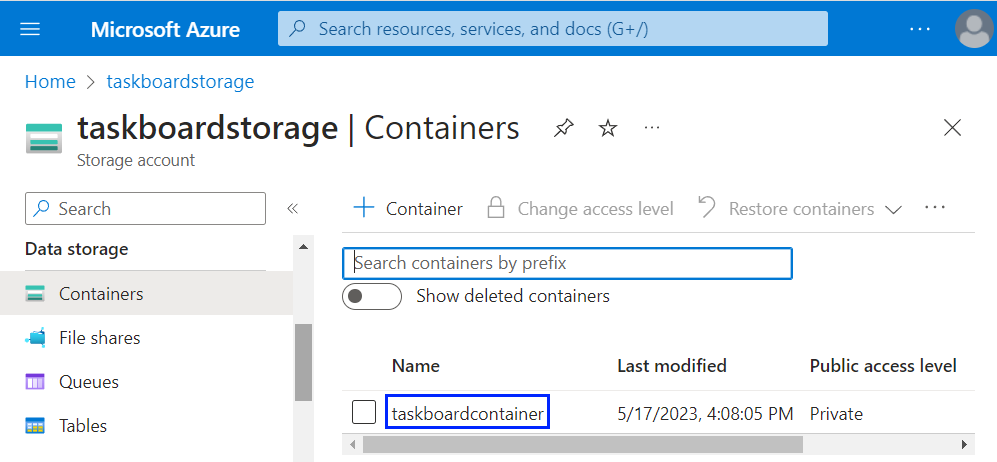 Microsoft Azure
Search resources, services, and docs (G+/)
...
Home > taskboardstorage
taskboardstorage | Containers
...
Storage account
Search
«
+ Container
Change access level
Restore containers
...
Data storage
Containers
File shares
Queues
Tables
Search containers by prefix
Show deleted containers
Name Last modified Public access level
taskboardcontainer 5/17/2023, 4:08:05 PM Private